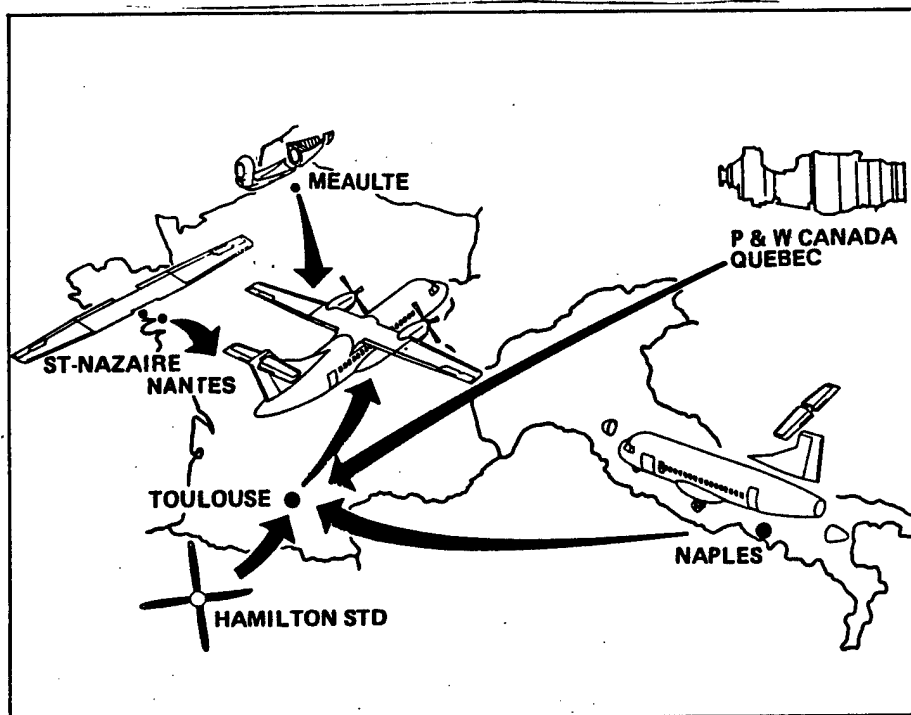 MEAULTE
P & W CANADA
QUEBEC
ST-NAZAIRE
NANTES
TOULOUSE
NAPLES
HAMILTON STD